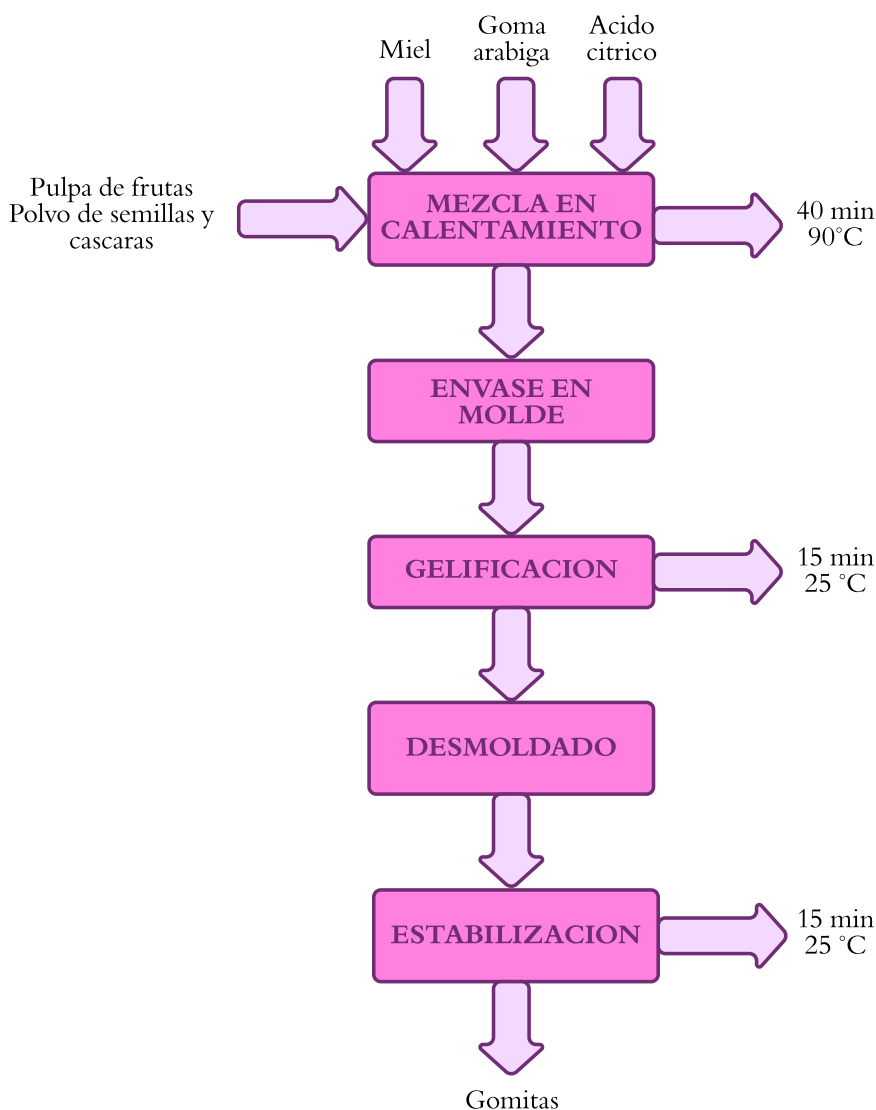 Miel
Goma
arabiga
Acido
citrico
Pulpa de frutas
Polvo de semillas y
cascaras
MEZCLA EN
CALENTAMIENTO
40 min
90°C
ENVASE EN
MOLDE
GELIFICACION
15 min
25 °C
DESMOLDADO
ESTABILIZACION
15 min
25 °C
Gomitas